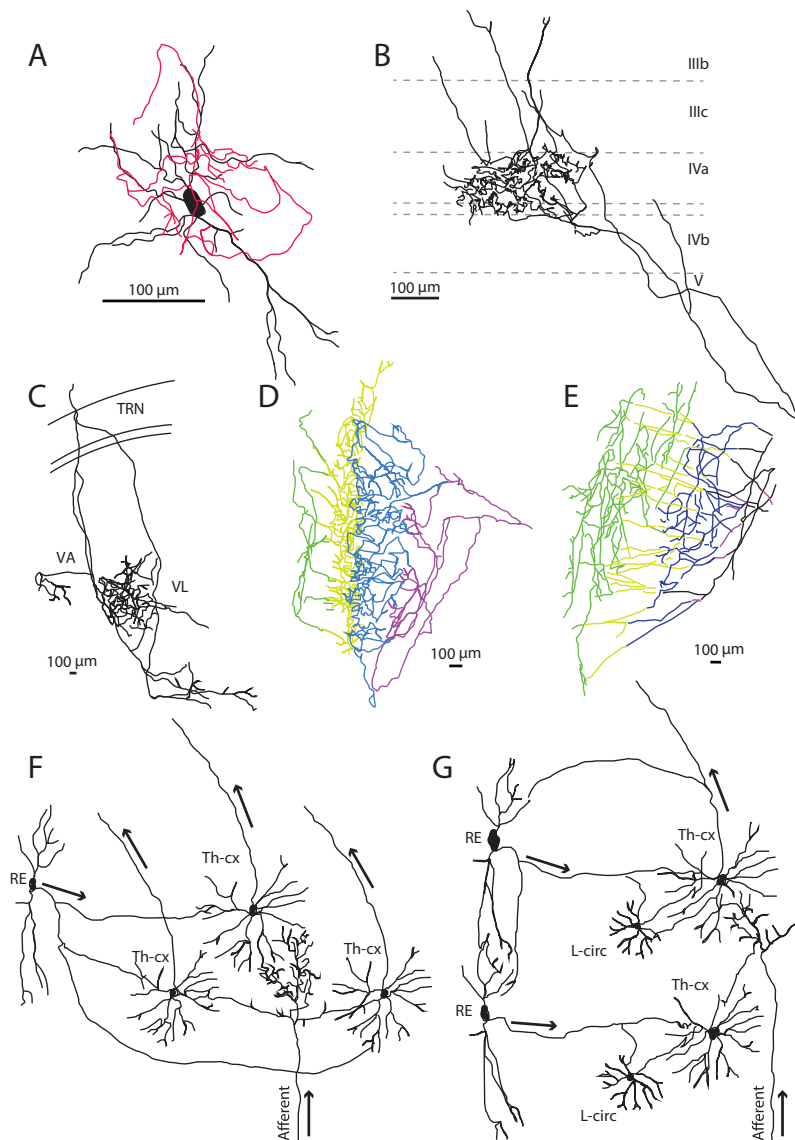 A
100 µm
B
IIIb
IIIc
IVa
IVb
V
100 µm
C
TRN
VA
VL
100 µm
D
100 µm
E
100 µm
F
RE
Th-cx
Th-cx
Th-cx
Afferent
G
RE
Th-cx
L-circ
RE
Th-cx
L-circ
Afferent